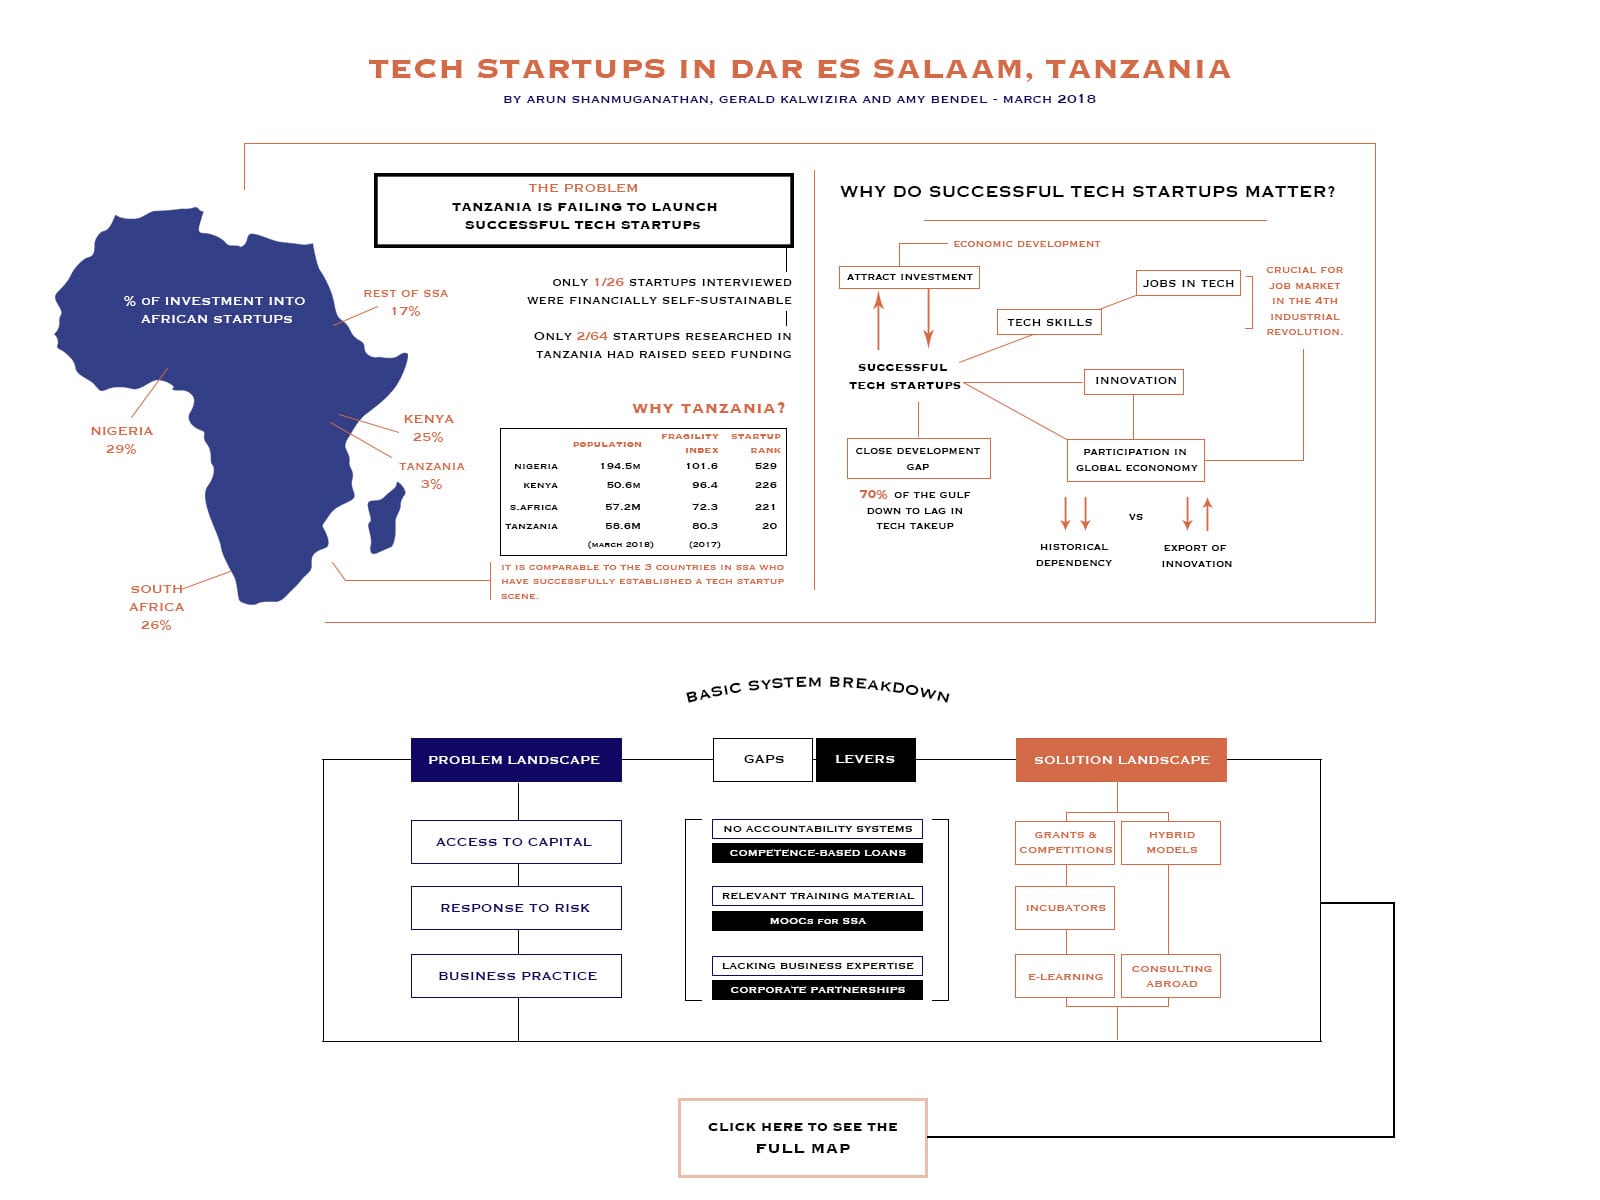 TECH STARTUPS IN DAR ES SALAAM, TANZANIA
BY ARUN SHANMUGANATHAN, GERALD KALWIZIRA AND AMY BENDEL - MARCH 2018
% OF INVESTMENT INTO
AFRICAN STARTUPS
REST OF SSA
17%
NIGERIA
29%
KENYA
25%
TANZANIA
3%
SOUTH
AFRICA
26%
THE PROBLEM
TANZANIA IS FAILING TO LAUNCH
SUCCESSFUL TECH STARTUPS
ONLY 1/26 STARTUPS INTERVIEWED
WERE FINANCIALLY SELF-SUSTAINABLE
ONLY 2/64 STARTUPS RESEARCHED IN
TANZANIA HAD RAISED SEED FUNDING
WHY TANZANIA?
POPULATION FRAGILITY INDEX STARTUP RANK
NIGERIA 194.5M 101.6 529
KENYA 50.6M 96.4 226
S.AFRICA 57.2M 72.3 221
TANZANIA 58.6M 80.3 20
(MARCH 2018) (2017)
IT IS COMPARABLE TO THE 3 COUNTRIES IN SSA WHO
HAVE SUCCESSFULLY ESTABLISHED A TECH STARTUP
SCENE.
WHY DO SUCCESSFUL TECH STARTUPS MATTER?
ECONOMIC DEVELOPMENT
ATTRACT INVESTMENT
JOBS IN TECH
CRUCIAL FOR
JOB MARKET
IN THE 4TH
INDUSTRIAL
REVOLUTION.
TECH SKILLS
SUCCESSFUL
TECH STARTUPS
INNOVATION
CLOSE DEVELOPMENT
GAP
70% OF THE GULF
DOWN TO LAG IN
TECH TAKEUP
PARTICIPATION IN
GLOBAL ECONONOMY
VS
HISTORICAL
DEPENDENCY
EXPORT OF
INNOVATION
BASIC SYSTEM BREAKDOWN
PROBLEM LANDSCAPE
GAPS
LEVERS
SOLUTION LANDSCAPE
ACCESS TO CAPITAL
RESPONSE TO RISK
BUSINESS PRACTICE
NO ACCOUNTABILITY SYSTEMS
COMPETENCE-BASED LOANS
RELEVANT TRAINING MATERIAL
MOOCS FOR SSA
LACKING BUSINESS EXPERTISE
CORPORATE PARTNERSHIPS
GRANTS &
COMPETITIONS
HYBRID
MODELS
INCUBATORS
E-LEARNING
CONSULTING
ABROAD
CLICK HERE TO SEE THE
FULL MAP